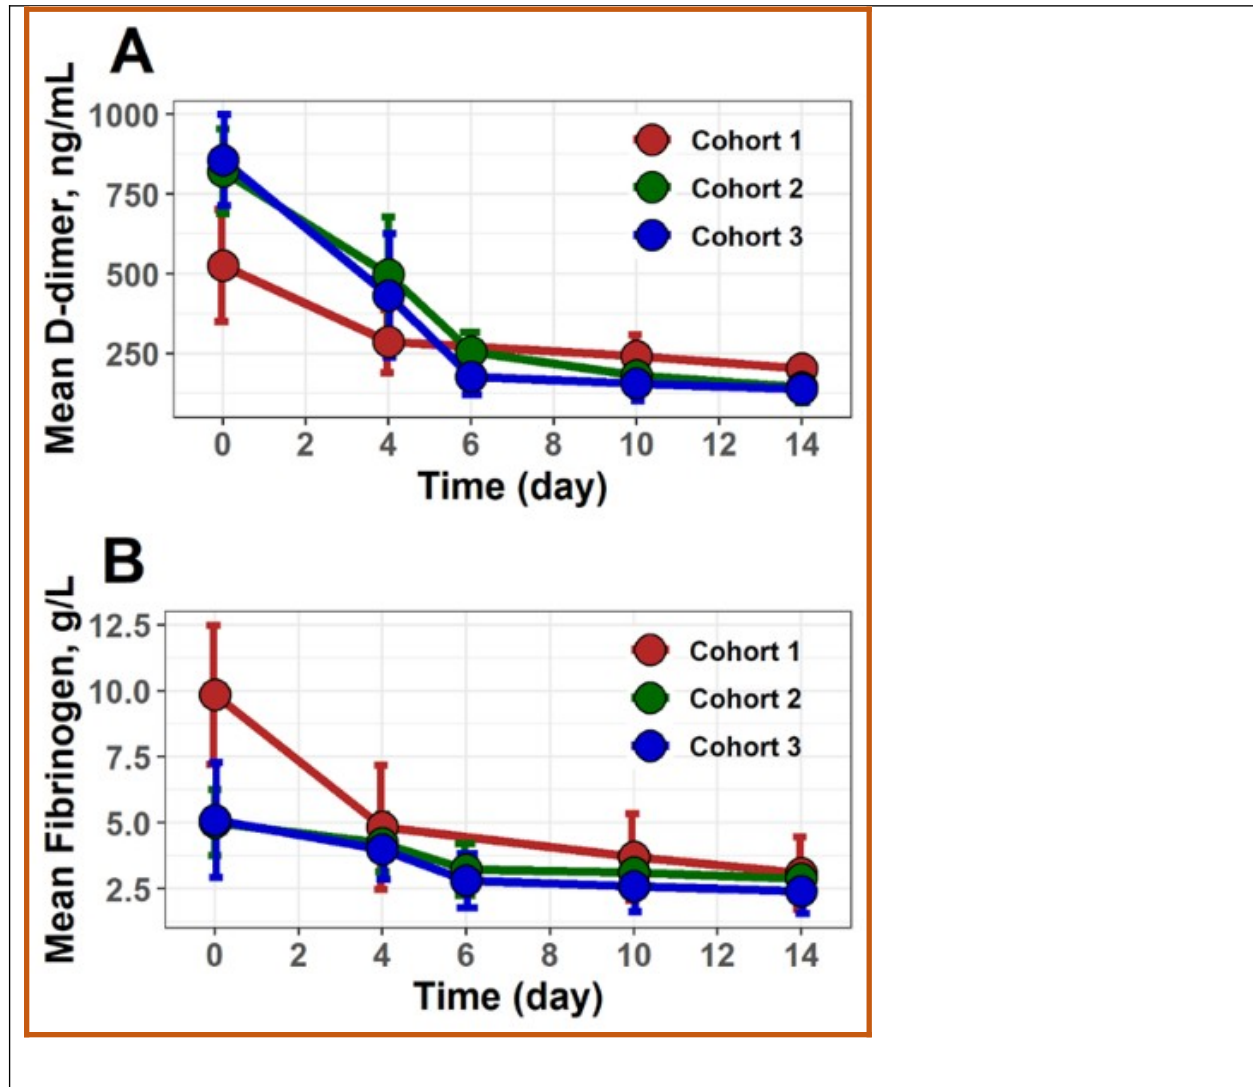 A
Mean D-dimer, ng/mL
1000
750
500
250
Cohort 1
Cohort 2
Cohort 3
0 2 4 6 8 10 12 14
Time (day)
B
Mean Fibrinogen, g/L
12.5
10.0
7.5
5.0
2.5
Cohort 1
Cohort 2
Cohort 3
0 2 4 6 8 10 12 14
Time (day)